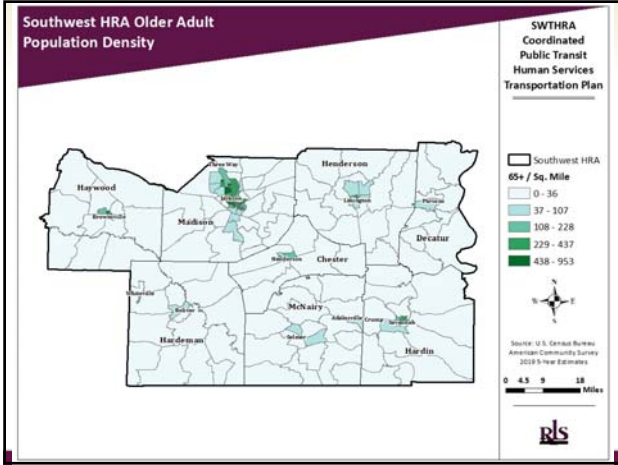 Southwest HRA Older Adult
Population Density
SWTHRA
Coordinated
Public Transit
Human Services
Transportation Plan
Southwest HRA
65+ / Sq. Mile
0 - 36
37 - 107
108 - 228
229 - 437
438 - 953
N
W
E
S
Source: U.S. Census Bureau
American Community Survey
2019 5-Year Estimates
0 4.5 9 18
Miles
RLS
Three Way
Henderson
Haywood
Jackson
Lexington
Parsons
Brownsville
Madison
Decatur
Henderson
Chester
Whiteville
Bolivar
McNairy
Adamsville
Crump
Savannah
Selmer
Hardeman
Hardin